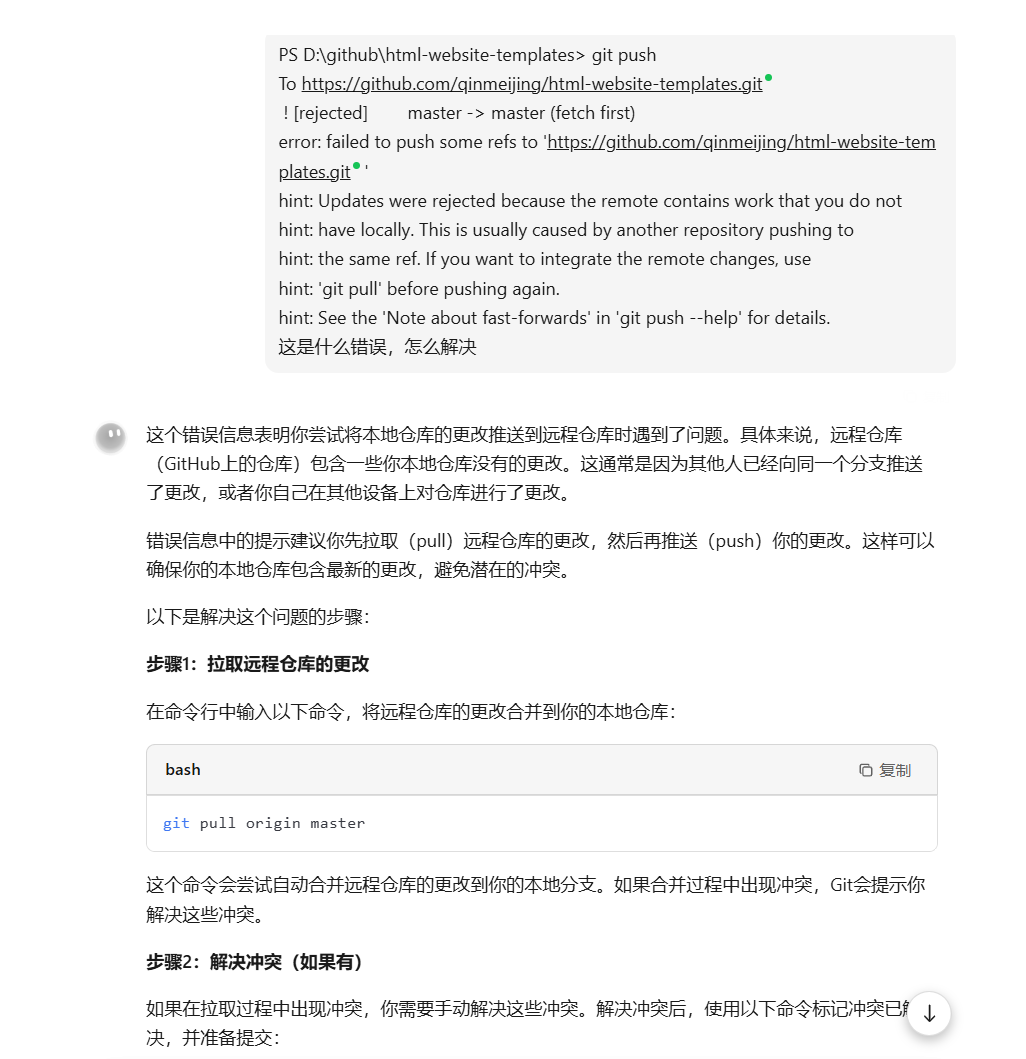 PS D:\github\html-website-templates> git push
To https://github.com/qinmeijing/html-website-templates.git
! [rejected] master -> master (fetch first)
error: failed to push some refs to 'https://github.com/qinmeijing/html-website-tem
plates.git '
hint: Updates were rejected because the remote contains work that you do not
hint: have locally. This is usually caused by another repository pushing to
hint: the same ref. If you want to integrate the remote changes, use
hint: 'git pull' before pushing again.
hint: See the 'Note about fast-forwards' in 'git push --help' for details.
这是什么错误，怎么解决
这个错误信息表明你尝试将本地仓库的更改推送到远程仓库时遇到了问题。具体来说，远程仓库
（GitHub上的仓库）包含一些你本地仓库没有的更改。这通常是因为其他人已经向同一个分支推送
了更改，或者你自己在其他设备上对仓库进行了更改。
错误信息中的提示建议你先拉取（pull）远程仓库的更改，然后再推送（push）你的更改。这样可以
确保你的本地仓库包含最新的更改，避免潜在的冲突。
以下是解决这个问题的步骤：
步骤1：拉取远程仓库的更改
在命令行中输入以下命令，将远程仓库的更改合并到你的本地仓库：
bash 复制
git pull origin master
这个命令会尝试自动合并远程仓库的更改到你的本地分支。如果合并过程中出现冲突，Git会提示你
解决这些冲突。
步骤2：解决冲突（如果有）
如果在拉取过程中出现冲突，你需要手动解决这些冲突。解决冲突后，使用以下命令标记冲突已解
决，并准备提交：